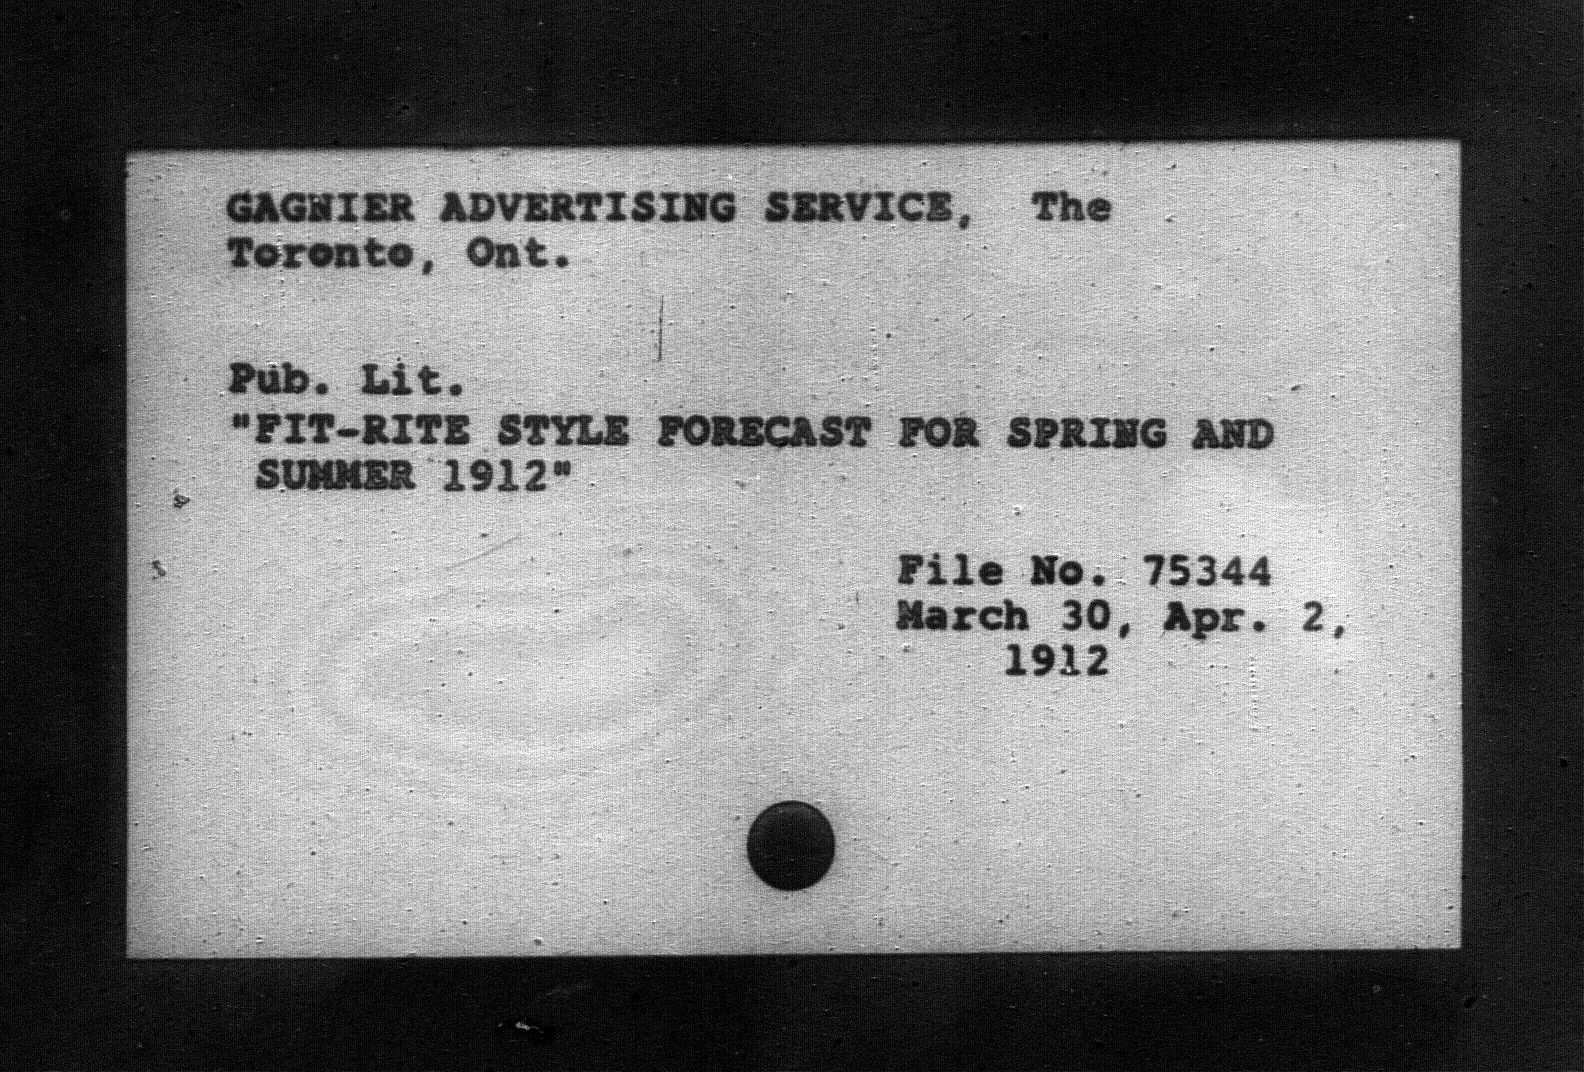 GAGNIER ADVERTISING SERVICE, The
Toronto, Ont.
Pub. Lit.
"FIT-RITE STYLE FORECAST FOR SPRING AND
SUMMER 1912"
File No. 75344
March 30, Apr. 2,
1912